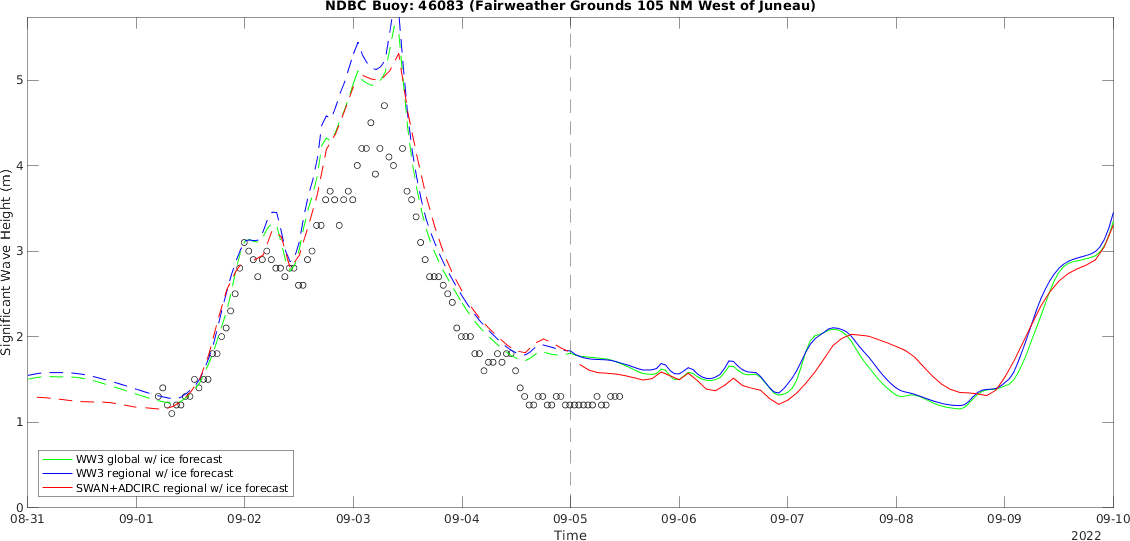 NDBC Buoy: 46083 (Fairweather Grounds 105 NM West of Juneau)
Significant Wave Height (m)
5
4
3
2
1
0
WW3 global w/ ice forecast
WW3 regional w/ ice forecast
SWAN+ADCIRC regional w/ ice forecast
08-31 09-01 09-02 09-03 09-04 09-05 09-06 09-07 09-08 09-09 09-10
Time
2022